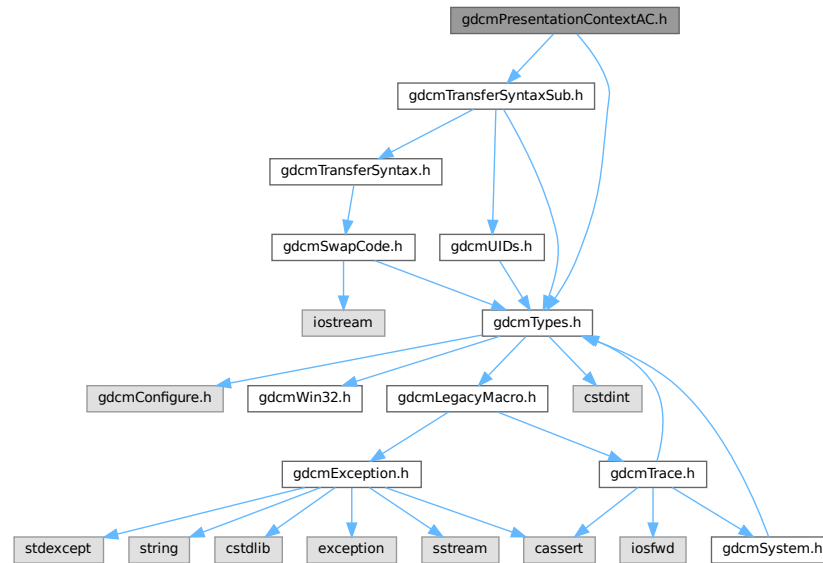 gdcmPresentationContextAC.h
gdcmTransferSyntaxSub.h
gdcmTransferSyntax.h
gdcmSwapCode.h
gdcmUIDs.h
iostream
gdcmTypes.h
gdcmConfigure.h
gdcmWin32.h
gdcmLegacyMacro.h
cstdint
gdcmException.h
gdcmTrace.h
stdexcept
string
cstdlib
exception
sstream
cassert
iosfwd
gdcmSystem.h